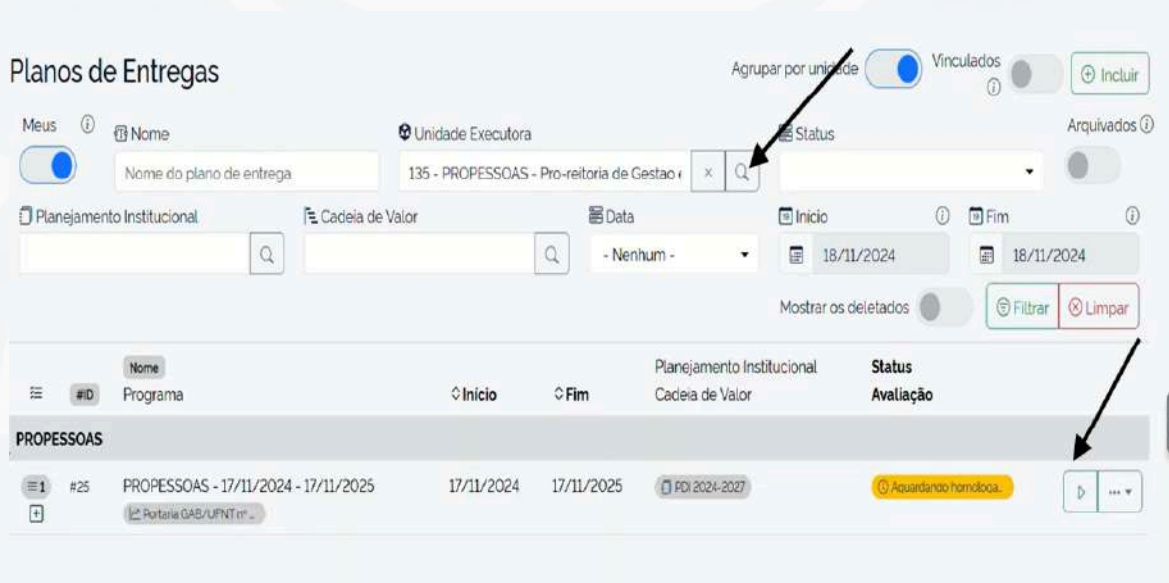 Planos de Entregas
Agrupar por unidade
Vinculados
Incluir
Meus
Nome
Unidade Executora
Status
Arquivados
Nome do plano de entrega
135 - PROPESSOAS - Pro-reitoria de Gestao e
Planejamento Institucional
Cadeia de Valor
Data
Inicio
Fim
- Nenhum -
18/11/2024
18/11/2024
Mostrar os deletados
Filtrar
Limpar
#ID
Nome
Programa
Início
Fim
Planejamento Institucional
Cadeia de Valor
Status
Avaliação
PROPESSOAS
1
#25
PROPESSOAS - 17/11/2024 - 17/11/2025
17/11/2024
17/11/2025
PDI 2024-2027
Aguardando homologa...
Portaria GAB/UFNT nº ...